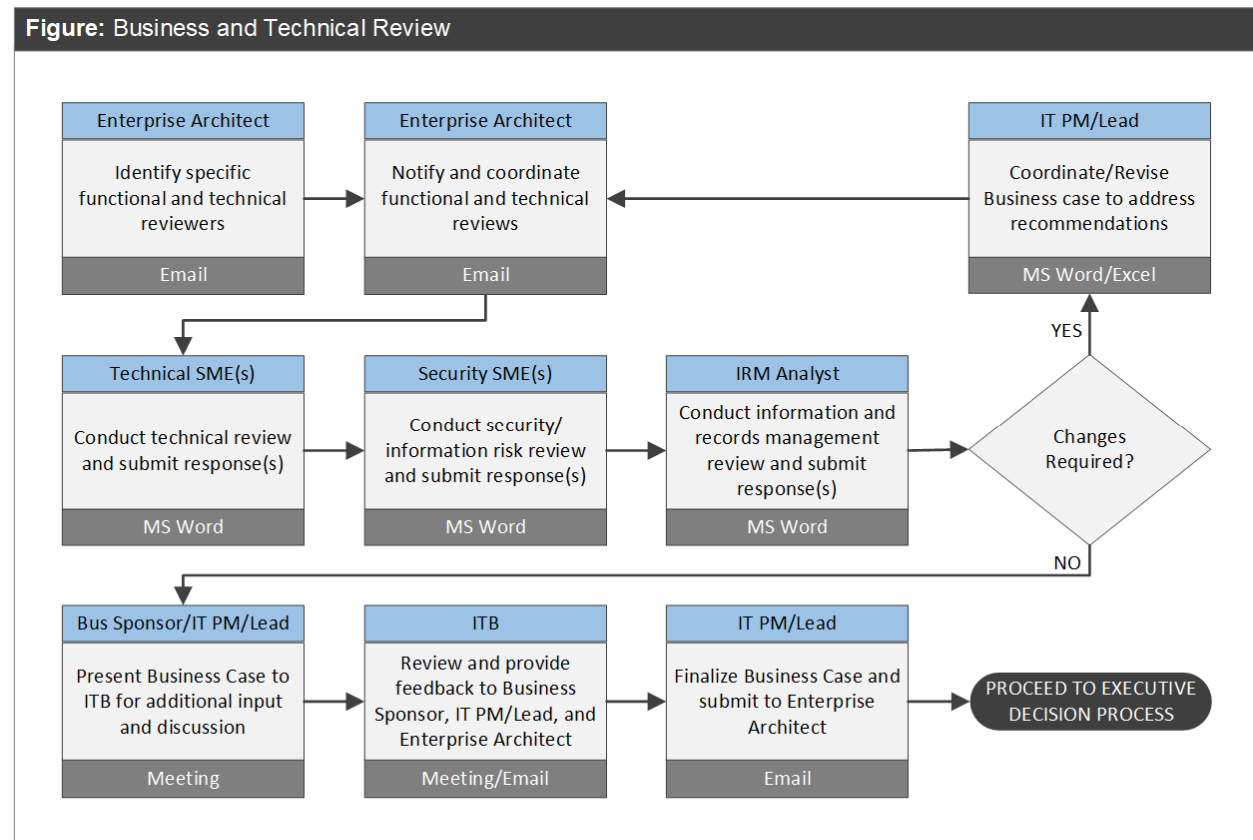 Figure: Business and Technical Review
Enterprise Architect
Identify specific
functional and technical
reviewers
Email
Enterprise Architect
Notify and coordinate
functional and technical
reviews
Email
IT PM/Lead
Coordinate/Revise
Business case to address
recommendations
MS Word/Excel
YES
Technical SME(s)
Conduct technical review
and submit response(s)
MS Word
Security SME(s)
Conduct security/
information risk review
and submit response(s)
MS Word
IRM Analyst
Conduct information and
records management
review and submit
response(s)
MS Word
Changes
Required?
NO
Bus Sponsor/IT PM/Lead
Present Business Case to
ITB for additional input
and discussion
Meeting
ITB
Review and provide
feedback to Business
Sponsor, IT PM/Lead, and
Enterprise Architect
Meeting/Email
IT PM/Lead
Finalize Business Case and
submit to Enterprise
Architect
Email
PROCEED TO EXECUTIVE
DECISION PROCESS